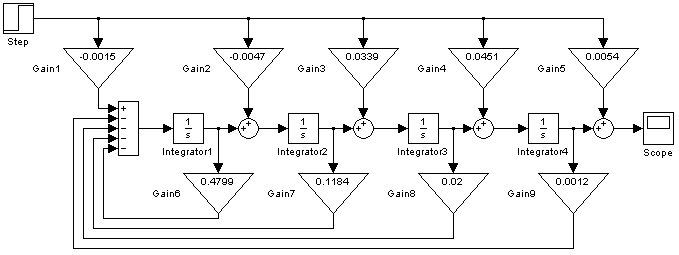 Step
-0.0015 -0.0047 0.0339 0.0451 0.0054
Gain1 Gain2 Gain3 Gain4 Gain5
+
−
−
−
−
1/s + + 1/s + + 1/s + + 1/s + +
Integrator1 Integrator2 Integrator3 Integrator4 Scope
0.4799 0.1184 0.02 0.0012
Gain6 Gain7 Gain8 Gain9